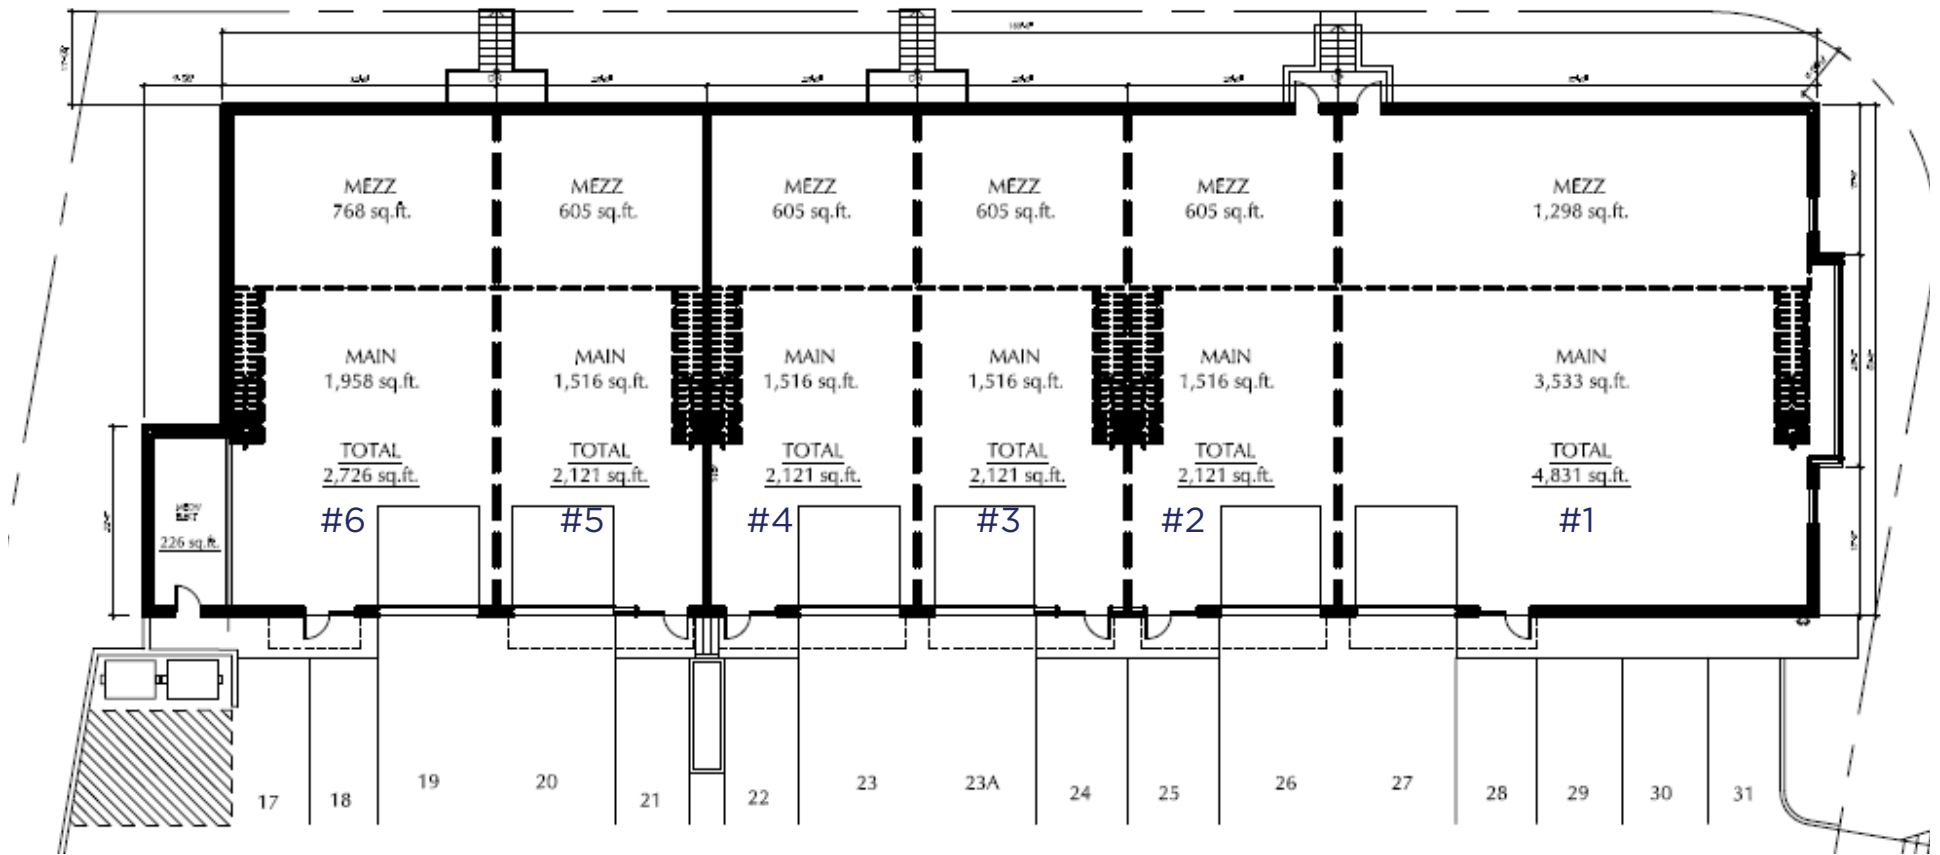 MEZZ
768 sq.ft.
MEZZ
605 sq.ft.
MEZZ
605 sq.ft.
MEZZ
605 sq.ft.
MEZZ
605 sq.ft.
MEZZ
1,298 sq.ft.
MAIN
1,958 sq.ft.
MAIN
1,516 sq.ft.
MAIN
1,516 sq.ft.
MAIN
1,516 sq.ft.
MAIN
1,516 sq.ft.
MAIN
3,533 sq.ft.
TOTAL
2,726 sq.ft.
TOTAL
2,121 sq.ft.
TOTAL
2,121 sq.ft.
TOTAL
2,121 sq.ft.
TOTAL
2,121 sq.ft.
TOTAL
4,831 sq.ft.
#6
#5
#4
#3
#2
#1
226 sq.ft.
17
18
19
20
21
22
23
23A
24
25
26
27
28
29
30
31